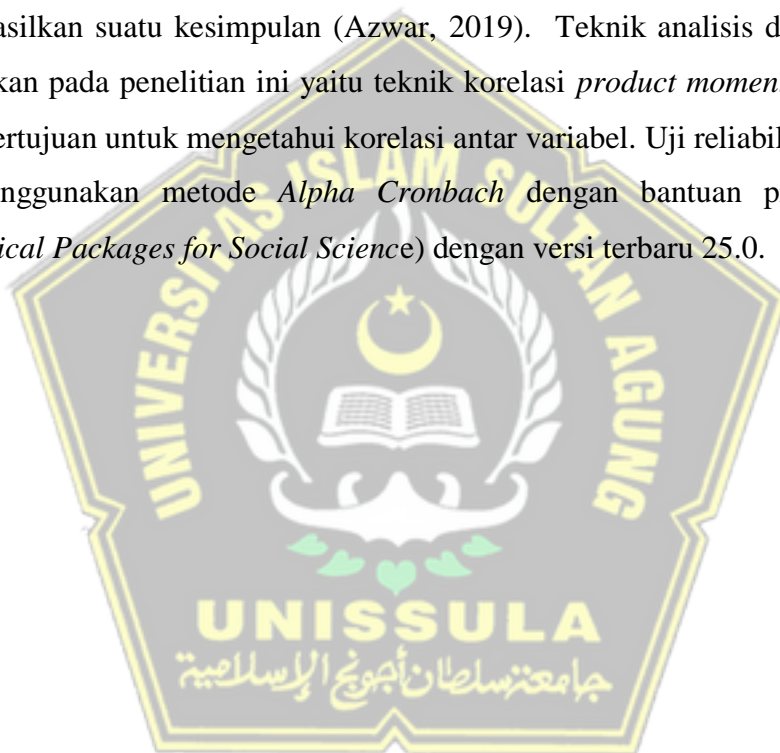 asilkan suatu kesimpulan (Azwar, 2019). Teknik analisis d
kan pada penelitian ini yaitu teknik korelasi product momen
ertujuan untuk mengetahui korelasi antar variabel. Uji reliabil
nggunakan metode Alpha Cronbach dengan bantuan p
ical Packages for Social Science) dengan versi terbaru 25.0.
UNIVERSITAS ISLAM SULTAN AGUNG
UNISSULA
جامعة سلطان أجونج الإسلامية